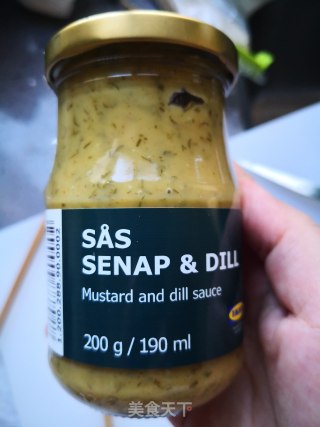 SÅS
SENAP & DILL
Mustard and dill sauce
200 g / 190 ml
美食天下